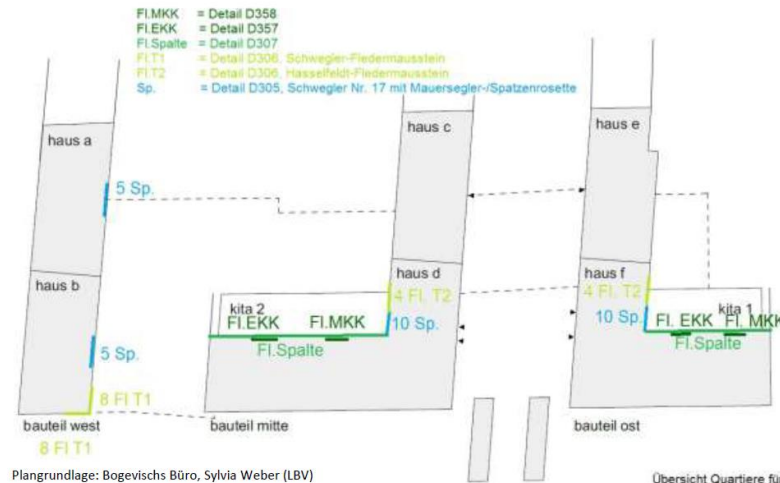 Fl.MKK = Detail D358
Fl.EKK = Detail D357
Fl.Spalte = Detail D307
Fl.T1 = Detail D306, Schwegler-Fledermausstein
Fl.T2 = Detail D306, Hasselfeldt-Fledermausstein
Sp. = Detail D305, Schwegler Nr. 17 mit Mauersegler-/Spatzenrosette
haus a
haus c
haus e
5 Sp.
haus b
haus d
haus f
kita 2
4 Fl. T2
4 Fl. T2
kita 1
Fl.EKK
Fl.MKK
10 Sp.
10 Sp.
Fl. EKK
Fl. MKK
Fl.Spalte
Fl.Spalte
5 Sp.
8 Fl T1
bauteil west
bauteil mitte
bauteil ost
8 Fl T1
Plangrundlage: Bogevischs Büro, Sylvia Weber (LBV)
Übersicht Quartiere für